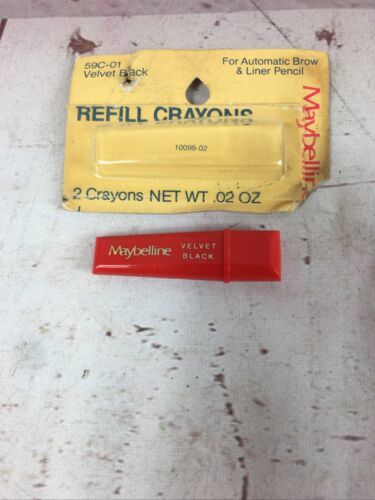 59C-01
Velvet Black
For Automatic Brow
& Liner Pencil
REFILL CRAYONS
Maybelline
10098-02
2 Crayons NET WT .02 OZ
Maybelline
VELVET
BLACK